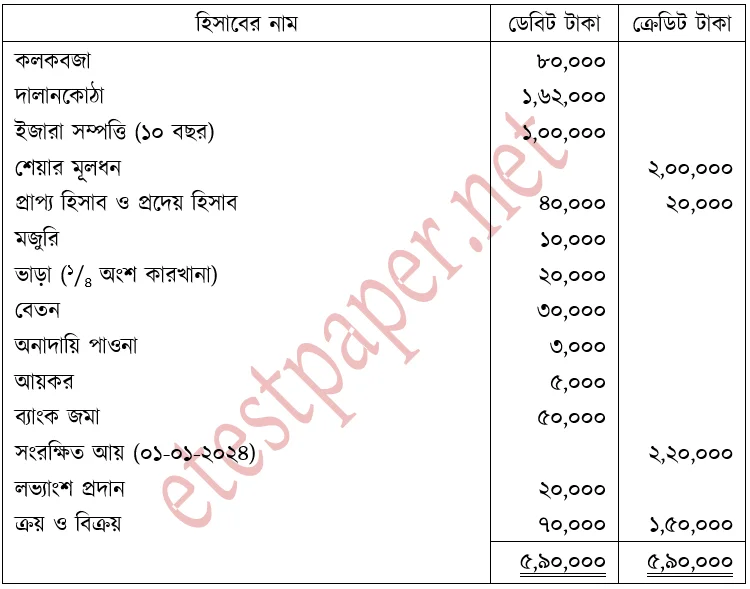 হিসাবের নাম ডেবিট টাকা ক্রেডিট টাকা
কলকবজা ৮০,০০০
দালানকোঠা ১,৬২,০০০
ইজারা সম্পত্তি (১০ বছর) ১,০০,০০০
শেয়ার মূলধন ২,০০,০০০
প্রাপ্য হিসাব ও প্রদেয় হিসাব ৪০,০০০ ২০,০০০
মজুরি ১০,০০০
ভাড়া (১/৪ অংশ কারখানা) ২০,০০০
বেতন ৩০,০০০
অনাদায়ি পাওনা ৩,০০০
আয়কর ৫,০০০
ব্যাংক জমা ৫০,০০০
সংরক্ষিত আয় (০১-০১-২০২৪) ২,২০,০০০
লভ্যাংশ প্রদান ২০,০০০
ক্রয় ও বিক্রয় ৭০,০০০ ১,৫০,০০০
৫,৯০,০০০ ৫,৯০,০০০
etestpaper.net